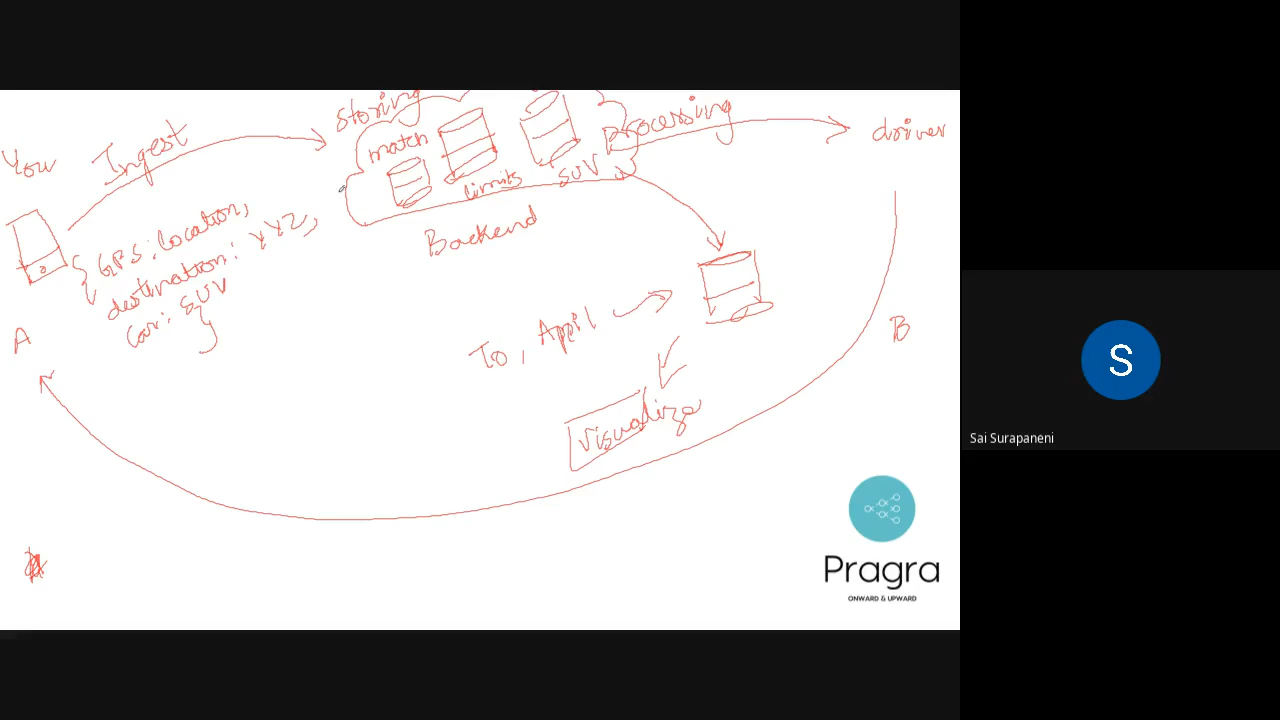 storing
You
Ingest
match
limits
SUV
Processing
driver
Backend
{ GPS: location,
destination: YYZ,
Car: SUV
}
A
To, April
B
Visualize
S
Sai Surapaneni
Pragra
ONWARD & UPWARD